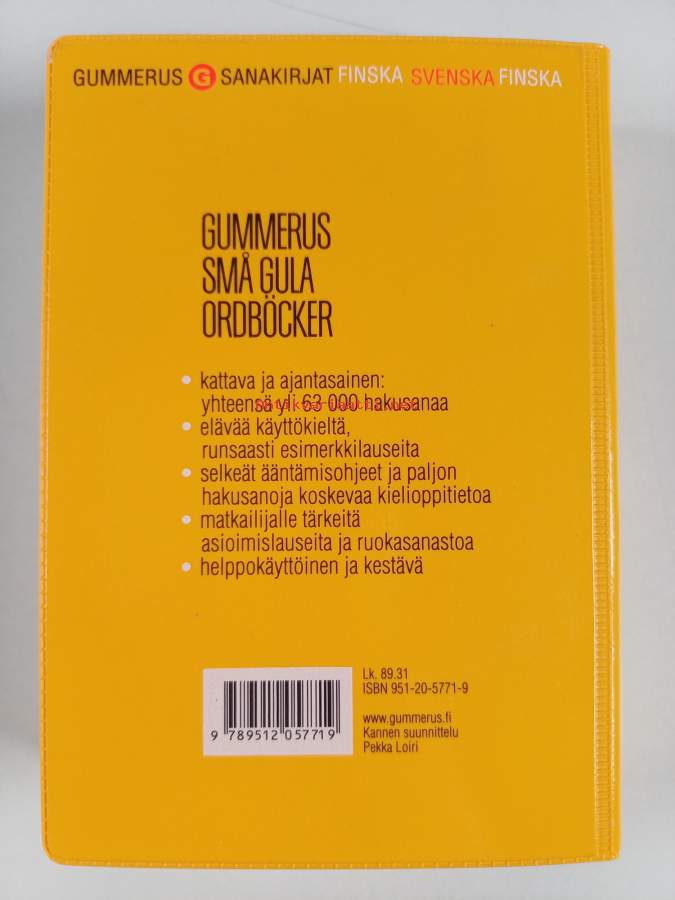 GUMMERUS G SANAKIRJAT FINSKA SVENSKA FINSKA
GUMMERUS
SMÅ GULA
ORDBÖCKER
• kattava ja ajantasainen:
yhteensä yli 63 000 hakusanaa
• elävää käyttökieltä,
runsaasti esimerkkilauseita
• selkeät ääntämisohjeet ja paljon
hakusanoja koskevaa kielioppitietoa
• matkailijalle tärkeitä
asioimislauseita ja ruokasanastoa
• helppokäyttöinen ja kestävä
Lk. 89.31
ISBN 951-20-5771-9
www.gummerus.fi
Kannen suunnittelu
Pekka Loiri
9 789512 057719